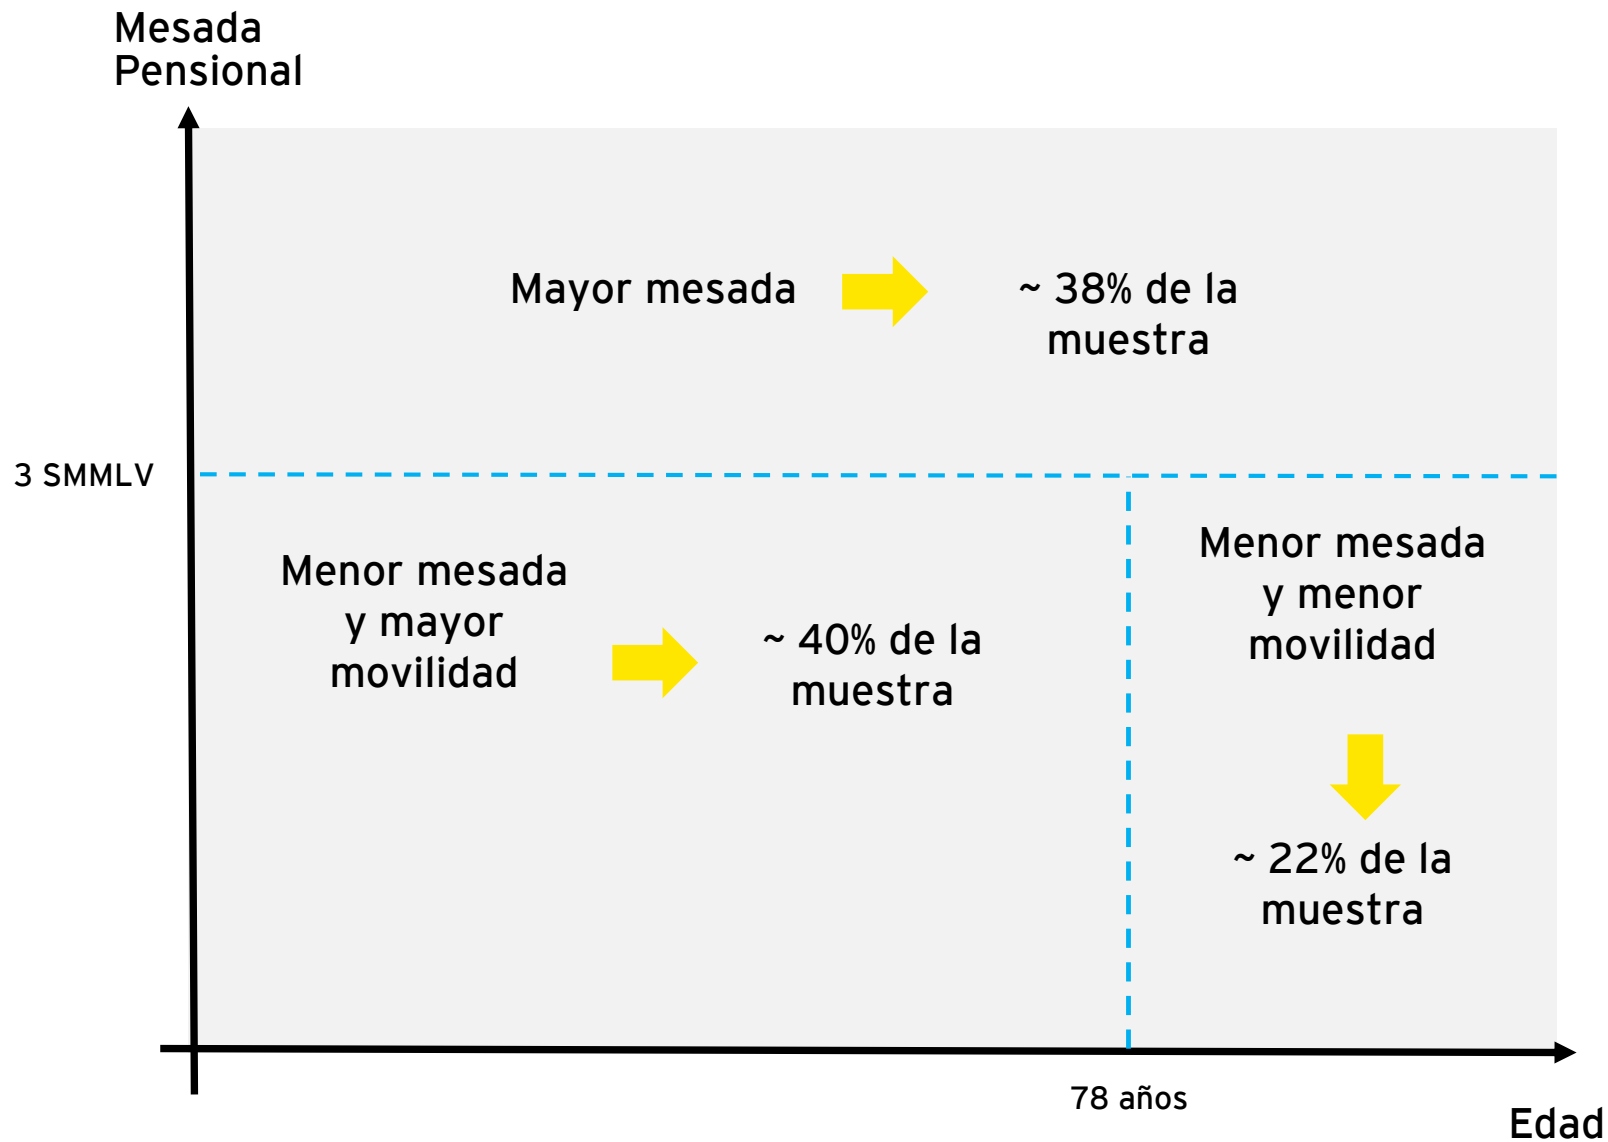 Mesada
Pensional
Mayor mesada
~ 38% de la
muestra
3 SMMLV
Menor mesada
y mayor
movilidad
~ 40% de la
muestra
Menor mesada
y menor
movilidad
~ 22% de la
muestra
78 años
Edad